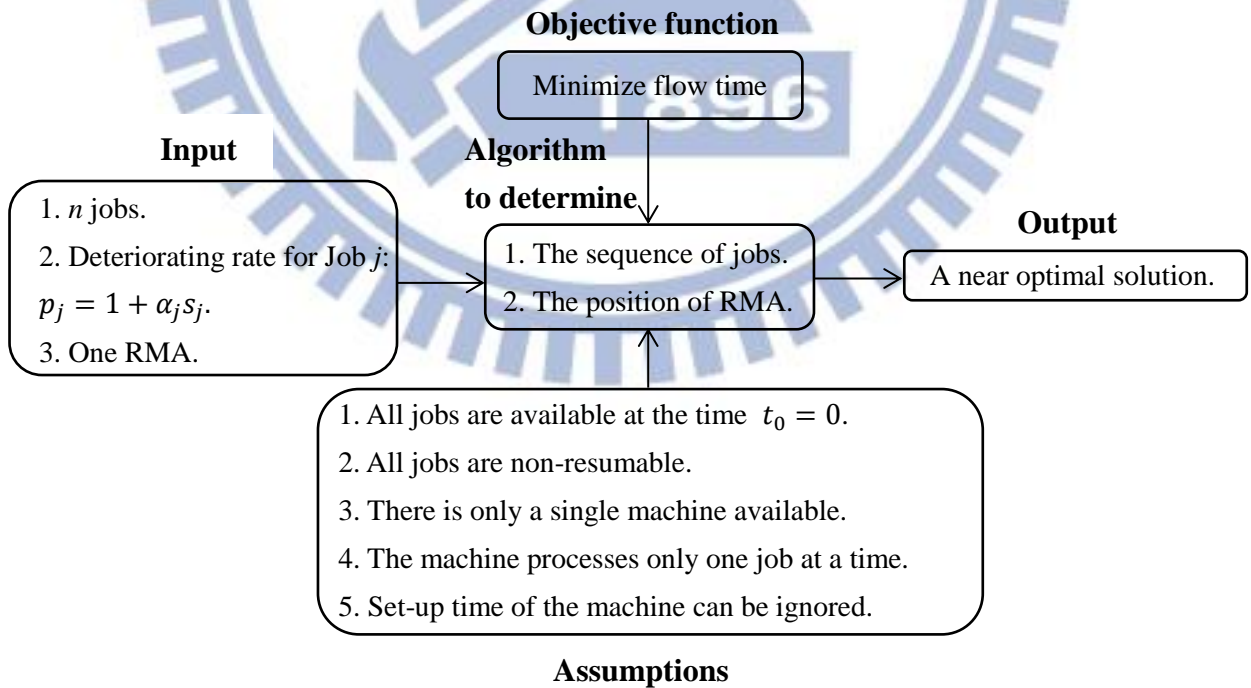 Objective function
Minimize flow time
1896
Input
1. n jobs.
2. Deteriorating rate for Job j:
p_j = 1 + α_j s_j.
3. One RMA.
Algorithm
to determine
1. The sequence of jobs.
2. The position of RMA.
Output
A near optimal solution.
1. All jobs are available at the time t_0 = 0.
2. All jobs are non-resumable.
3. There is only a single machine available.
4. The machine processes only one job at a time.
5. Set-up time of the machine can be ignored.
Assumptions